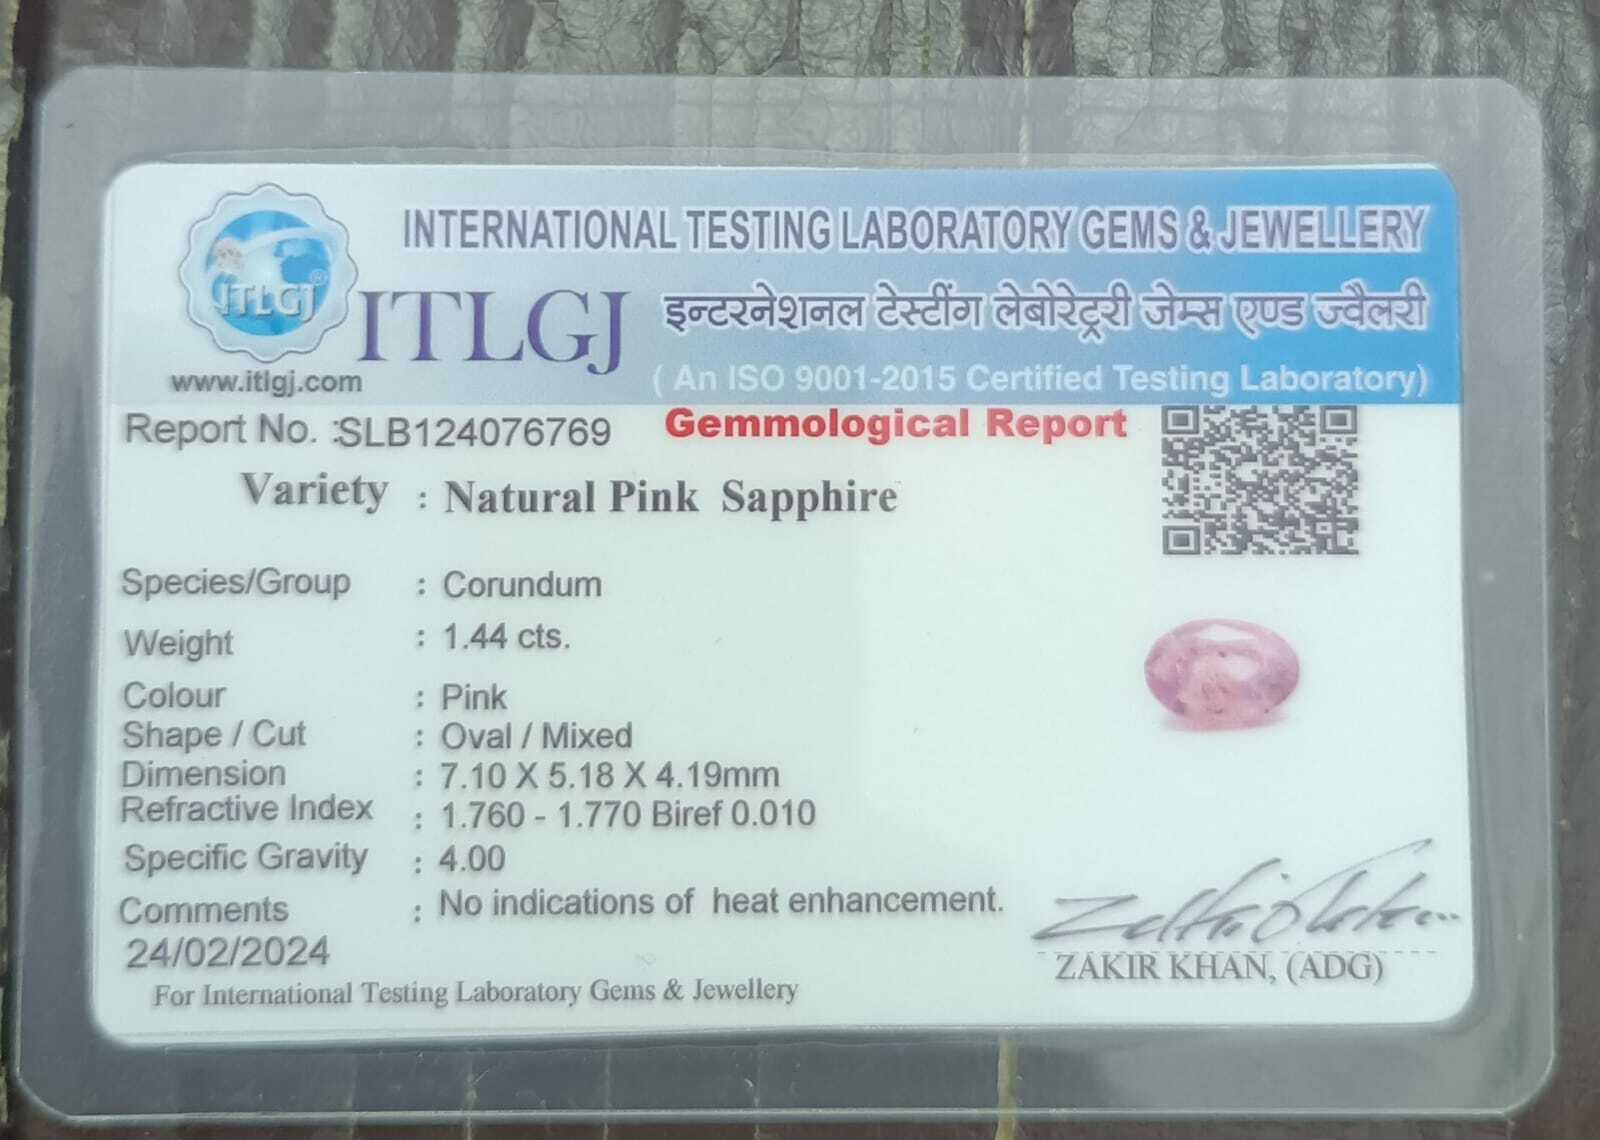 INTERNATIONAL TESTING LABORATORY GEMS & JEWELLERY
ITLGJ®
ITLGJ
इन्टरनेशनल टेस्टींग लेबोरेट्ररी जेम्स एण्ड ज्वैलरी
www.itlgj.com
( An ISO 9001-2015 Certified Testing Laboratory)
Report No. :SLB124076769
Gemmological Report
Variety : Natural Pink Sapphire
Species/Group : Corundum
Weight : 1.44 cts.
Colour : Pink
Shape / Cut : Oval / Mixed
Dimension : 7.10 X 5.18 X 4.19mm
Refractive Index : 1.760 - 1.770 Biref 0.010
Specific Gravity : 4.00
Comments : No indications of heat enhancement.
24/02/2024
ZAKIR KHAN, (ADG)
For International Testing Laboratory Gems & Jewellery